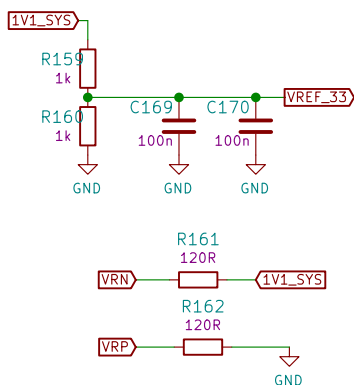 1V1_SYS
R159
1k
R160
1k
C169
100n
C170
100n
VREF_33
GND
GND
GND
R161
120R
VRN
1V1_SYS
R162
120R
VRP
GND